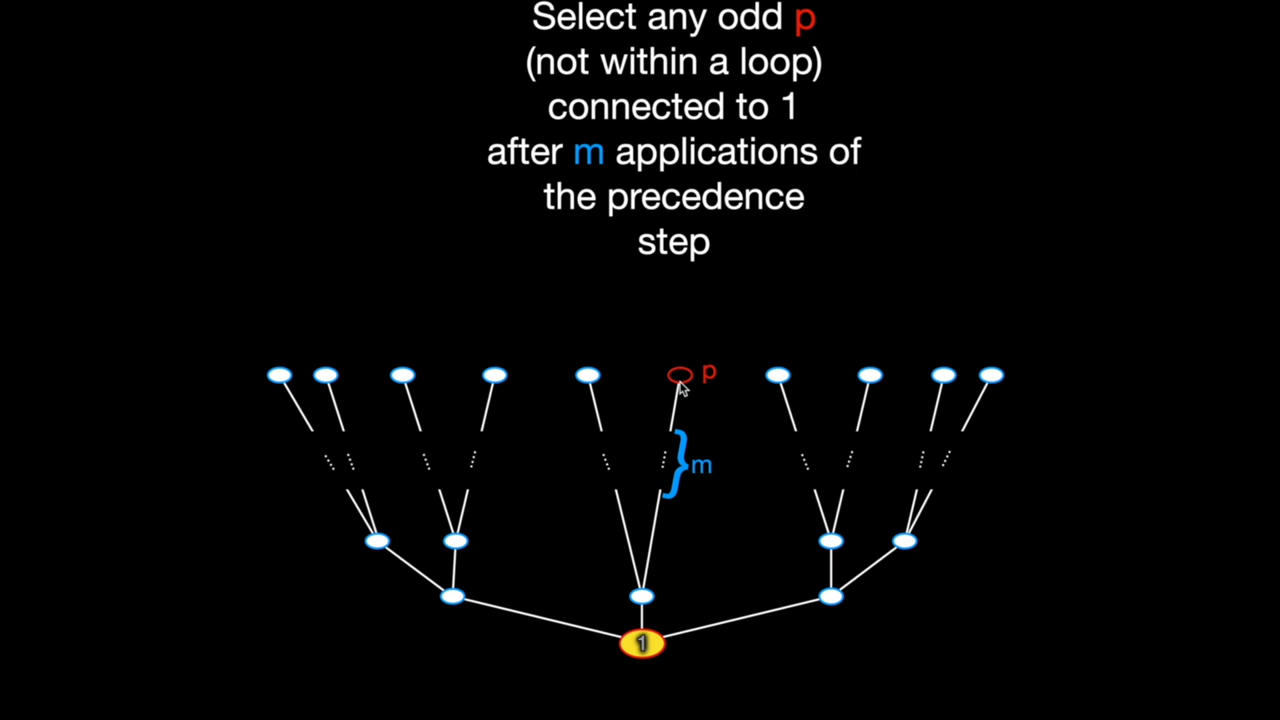 Select any odd p
(not within a loop)
connected to 1
after m applications of
the precedence
step
p
m
1